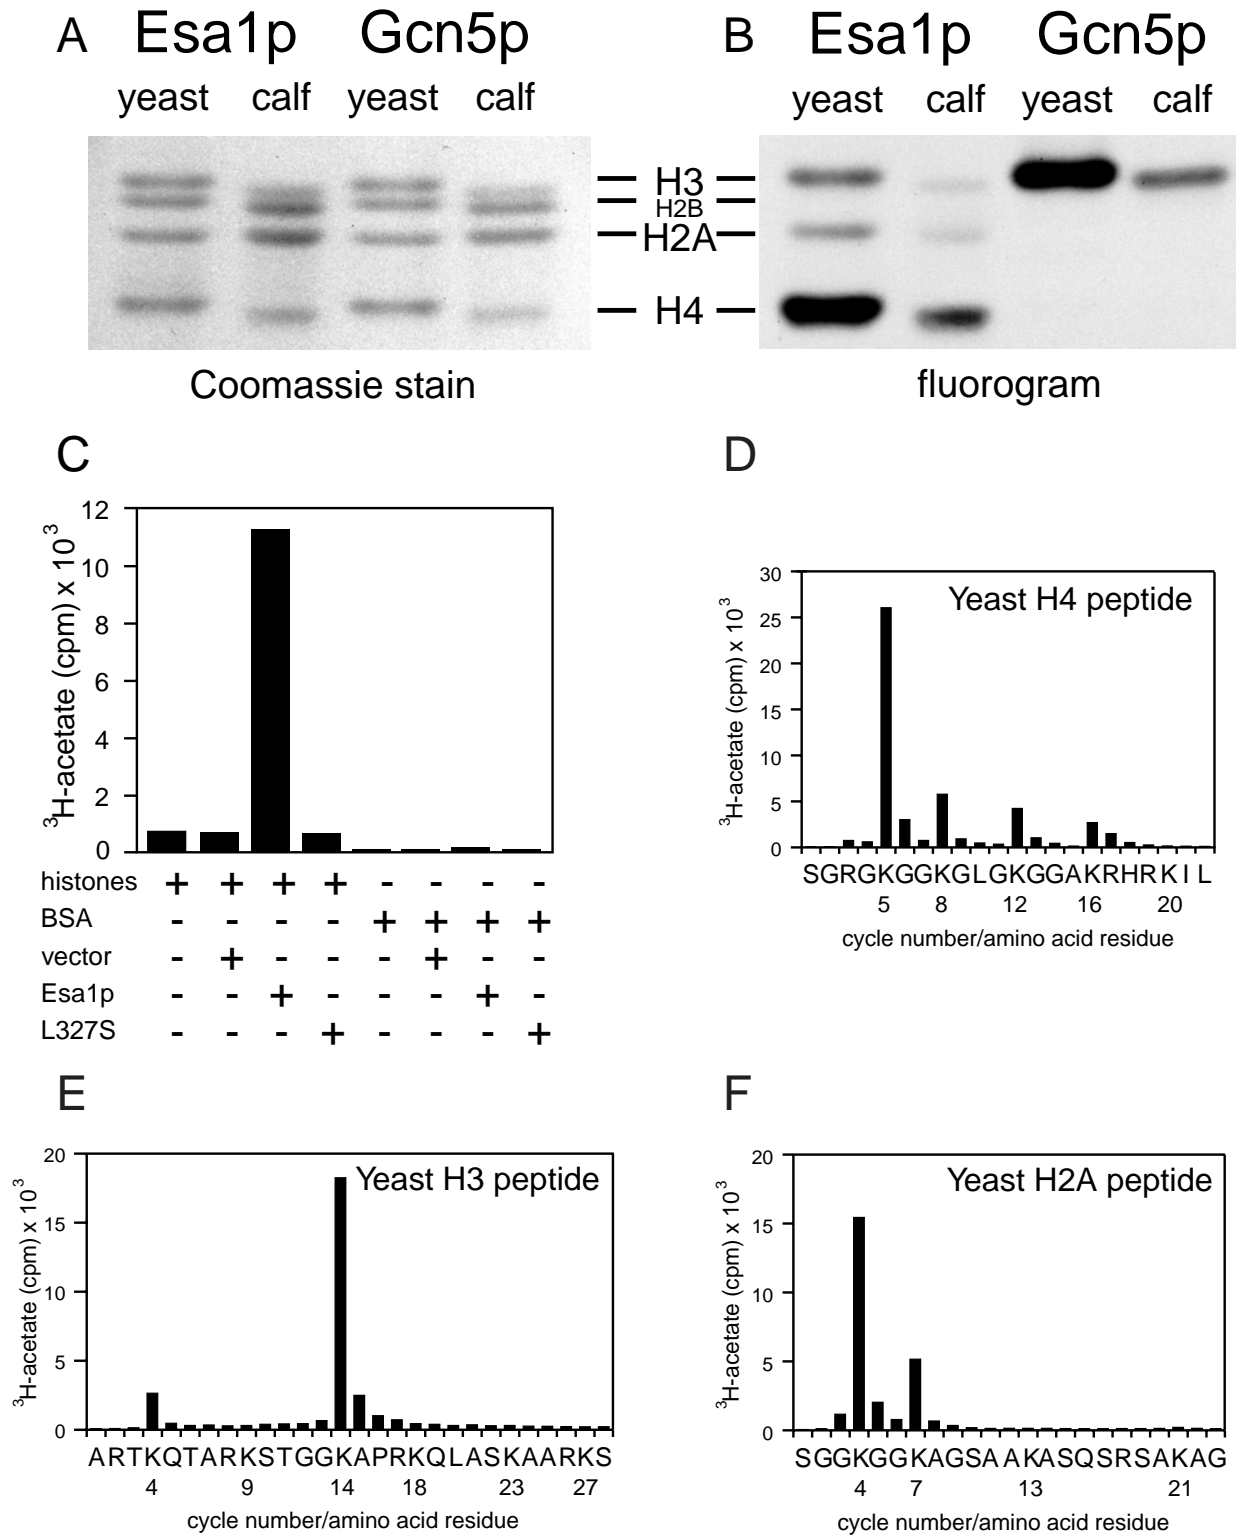 A Esa1p Gcn5p
yeast calf yeast calf
B Esa1p Gcn5p
yeast calf yeast calf
H3
H2B
H2A
H4
Coomassie stain
fluorogram
C
12
10
8
6
4
2
0
³H-acetate (cpm) x 10³
histones + + + + - - - -
BSA - - - - + + + +
vector - + - - - + - -
Esa1p - - + - - - + -
L327S - - - + - - - +
D
30
25
20
15
10
5
0
³H-acetate (cpm) x 10³
Yeast H4 peptide
SGRGKGGKGLGKGGAKRHRKIL
5 8 12 16 20
cycle number/amino acid residue
E
20
15
10
5
0
³H-acetate (cpm) x 10³
Yeast H3 peptide
ARTKQTARKSTGGKAPRKQLASKAARKS
4 9 14 18 23 27
cycle number/amino acid residue
F
20
15
10
5
0
³H-acetate (cpm) x 10³
Yeast H2A peptide
SGGKGGKAGSAAKASQSRSAKAG
4 7 13 21
cycle number/amino acid residue